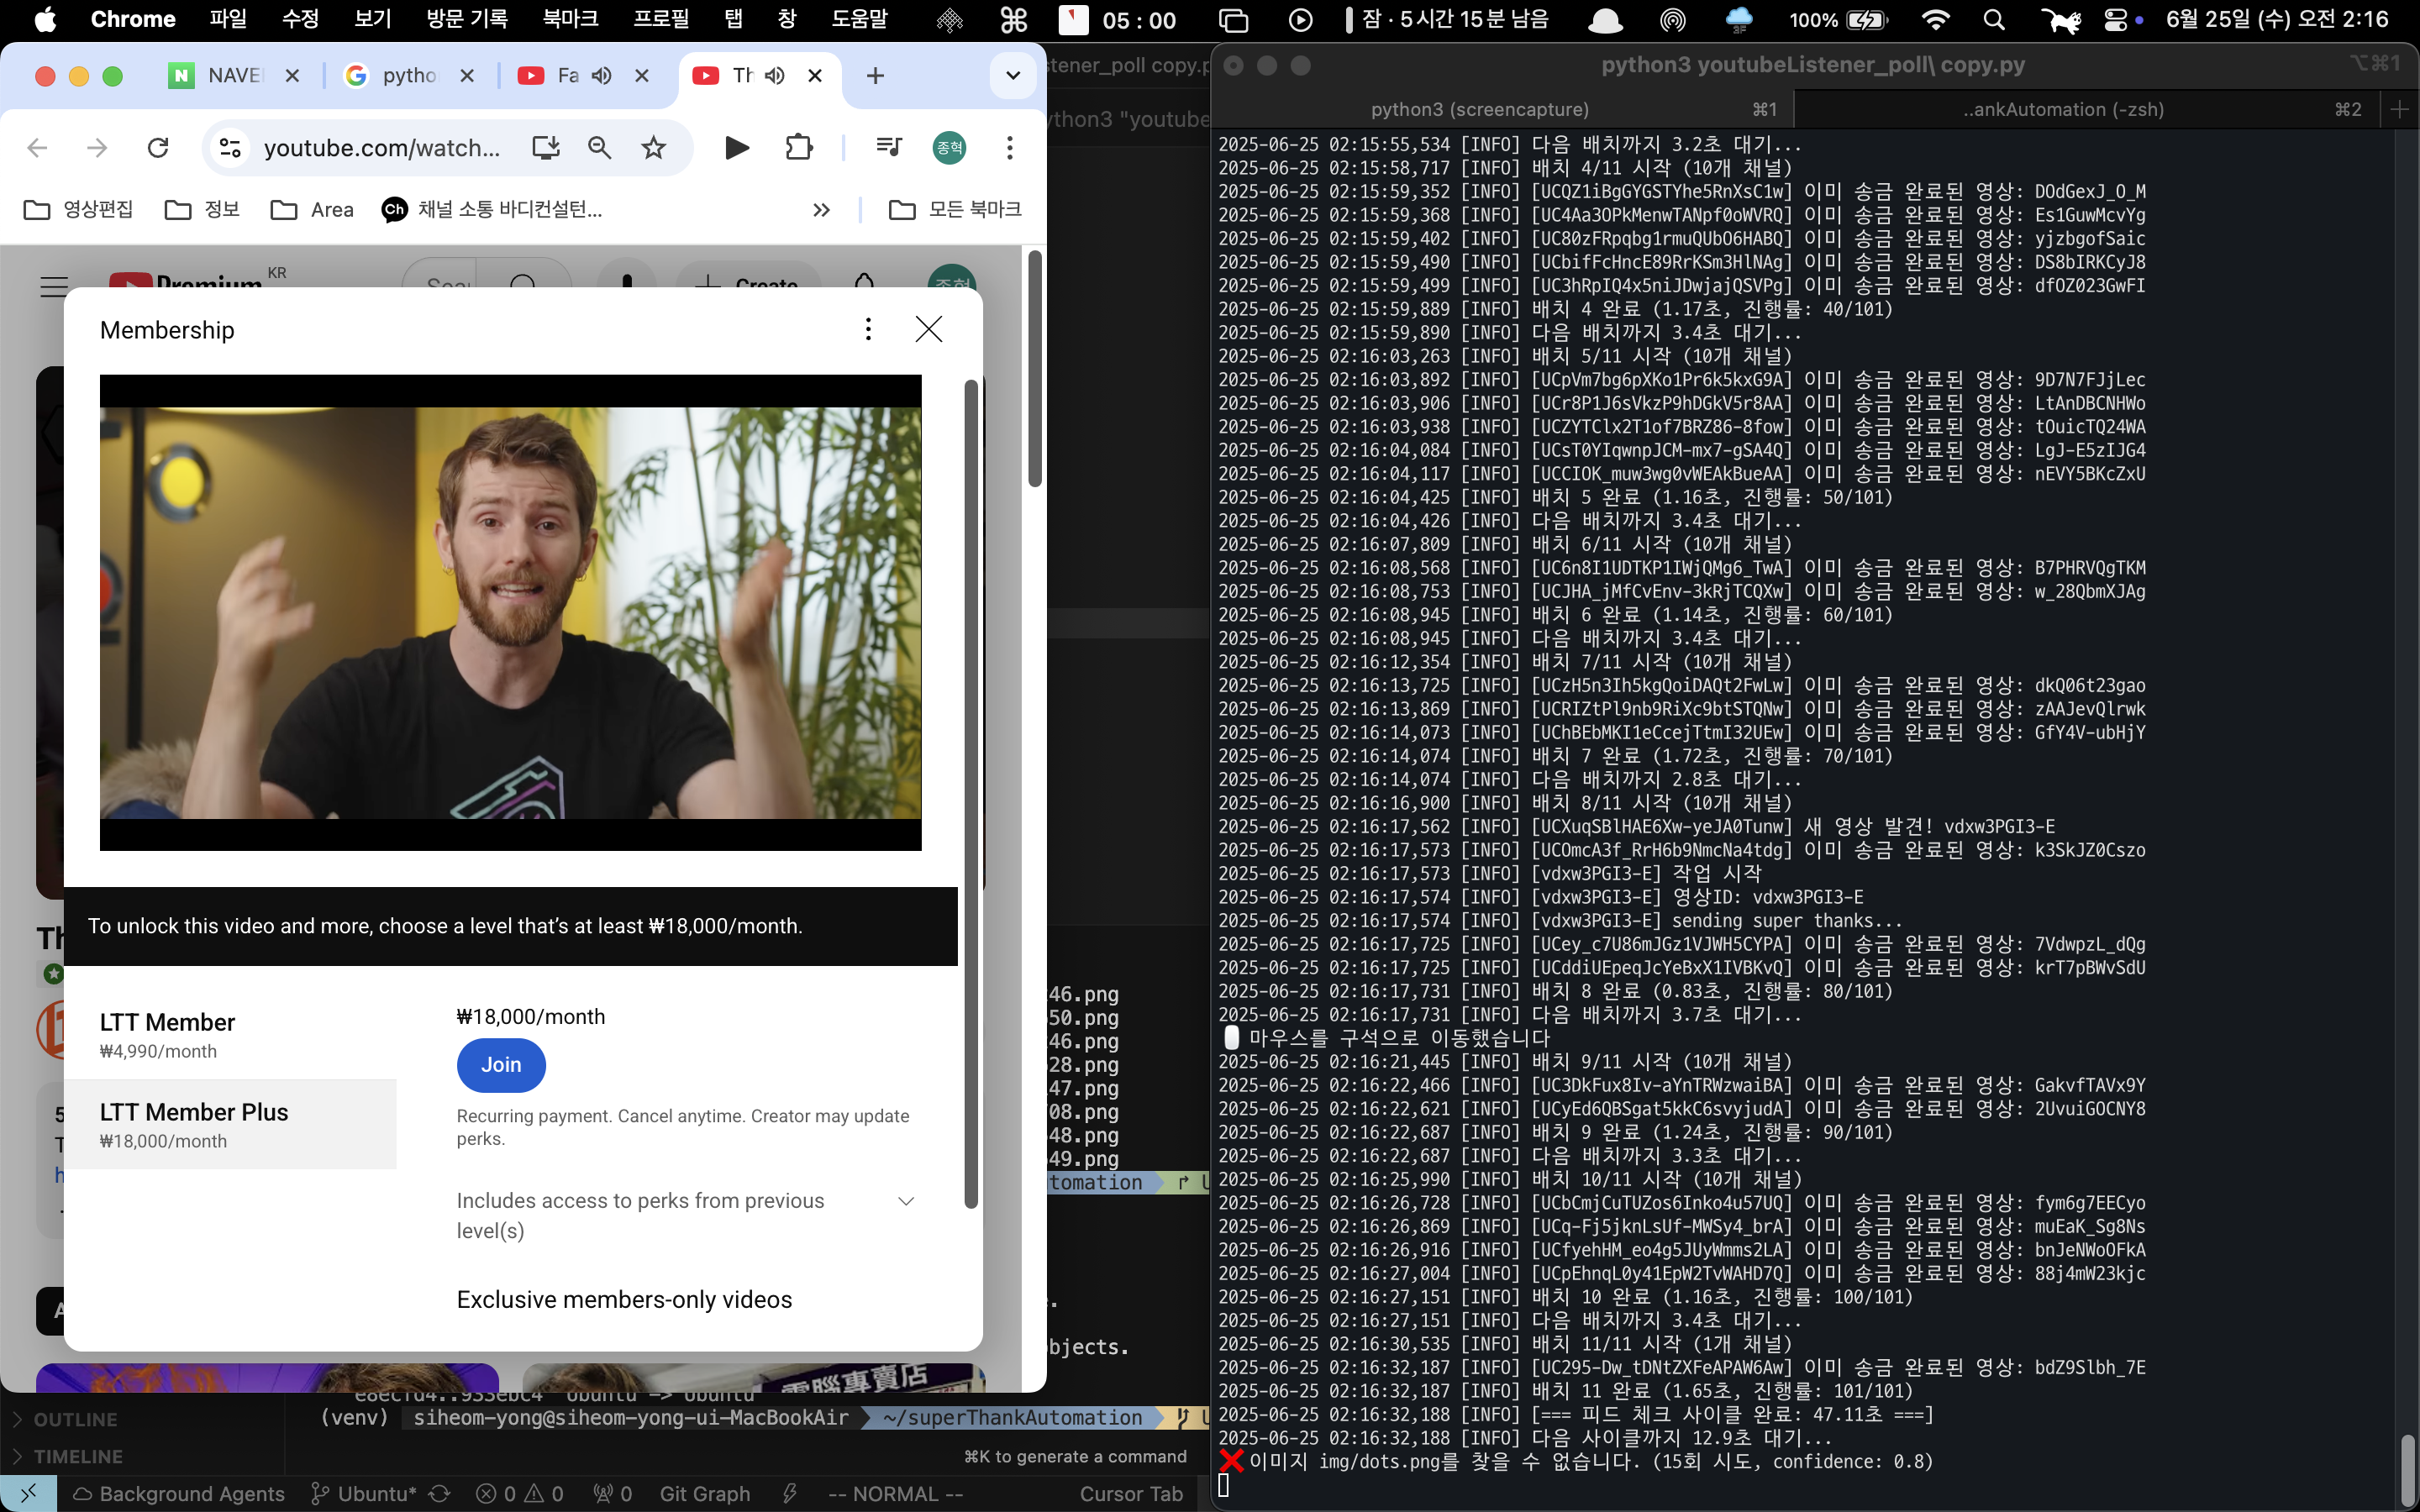 Chrome 파일 수정 보기 방문 기록 북마크 프로필 탭 창 도움말
05 : 00
잠 · 5시간 15분 남음
100%
6월 25일 (수) 오전 2:16
NAVE
pytho
Fa
Th
youtube.com/watch...
종혁
영상편집
정보
Area
Ch 채널 소통 바디컨설턴...
모든 북마크
Premium KR
Create
Membership
To unlock this video and more, choose a level that’s at least ₩18,000/month.
LTT Member
₩4,990/month
LTT Member Plus
₩18,000/month
₩18,000/month
Join
Recurring payment. Cancel anytime. Creator may update
perks.
Includes access to perks from previous
level(s)
Exclusive members-only videos
stener_poll copy.p
ython3 "youtube
46.png
50.png
46.png
28.png
47.png
08.png
48.png
49.png
tomation
bjects.
e8ecfd4..933ebc4 Ubuntu -> Ubuntu
(venv) siheom-yong@siheom-yong-ui-MacBookAir ~/superThankAutomation
⌘K to generate a command
OUTLINE
TIMELINE
Background Agents Ubuntu* 0 0 0 Git Graph -- NORMAL -- Cursor Tab
python3 youtubeListener_poll\ copy.py ⌥⌘1
python3 (screencapture) ⌘1
..ankAutomation (-zsh) ⌘2
2025-06-25 02:15:55,534 [INFO] 다음 배치까지 3.2초 대기...
2025-06-25 02:15:58,717 [INFO] 배치 4/11 시작 (10개 채널)
2025-06-25 02:15:59,352 [INFO] [UCQZ1iBgGYGSTYhe5RnXsC1w] 이미 송금 완료된 영상: DOdGexJ_O_M
2025-06-25 02:15:59,368 [INFO] [UC4Aa3OPkMenwTANpf0oWVRQ] 이미 송금 완료된 영상: Es1GuwMcvYg
2025-06-25 02:15:59,402 [INFO] [UC80zFRpqbg1rmuQUbO6HABQ] 이미 송금 완료된 영상: yjzbgofSaic
2025-06-25 02:15:59,490 [INFO] [UCbifFcHncE89RrKSm3HlNAg] 이미 송금 완료된 영상: DS8bIRKCyJ8
2025-06-25 02:15:59,499 [INFO] [UC3hRpIQ4x5niJDwjajQSVPg] 이미 송금 완료된 영상: dfOZ023GwFI
2025-06-25 02:15:59,889 [INFO] 배치 4 완료 (1.17초, 진행률: 40/101)
2025-06-25 02:15:59,890 [INFO] 다음 배치까지 3.4초 대기...
2025-06-25 02:16:03,263 [INFO] 배치 5/11 시작 (10개 채널)
2025-06-25 02:16:03,892 [INFO] [UCpVm7bg6pXKo1Pr6k5kxG9A] 이미 송금 완료된 영상: 9D7N7FJjLec
2025-06-25 02:16:03,906 [INFO] [UCr8P1J6sVkzP9hDGkV5r8AA] 이미 송금 완료된 영상: LtAnDBCNHWo
2025-06-25 02:16:03,938 [INFO] [UCZYTClx2T1of7BRZ86-8fow] 이미 송금 완료된 영상: tOuicTQ24WA
2025-06-25 02:16:04,084 [INFO] [UCsT0YIqwnpJCM-mx7-gSA4Q] 이미 송금 완료된 영상: LgJ-E5zIJG4
2025-06-25 02:16:04,117 [INFO] [UCCIOK_muw3wg0vWEAkBueAA] 이미 송금 완료된 영상: nEVY5BKcZxU
2025-06-25 02:16:04,425 [INFO] 배치 5 완료 (1.16초, 진행률: 50/101)
2025-06-25 02:16:04,426 [INFO] 다음 배치까지 3.4초 대기...
2025-06-25 02:16:07,809 [INFO] 배치 6/11 시작 (10개 채널)
2025-06-25 02:16:08,568 [INFO] [UC6n8I1UDTKP1IWjQMg6_TwA] 이미 송금 완료된 영상: B7PHRVQgTKM
2025-06-25 02:16:08,753 [INFO] [UCJHA_jMfCvEnv-3kRjTCQXw] 이미 송금 완료된 영상: w_28QbmXJAg
2025-06-25 02:16:08,945 [INFO] 배치 6 완료 (1.14초, 진행률: 60/101)
2025-06-25 02:16:08,945 [INFO] 다음 배치까지 3.4초 대기...
2025-06-25 02:16:12,354 [INFO] 배치 7/11 시작 (10개 채널)
2025-06-25 02:16:13,725 [INFO] [UCzH5n3Ih5kgQoiDAQt2FwLw] 이미 송금 완료된 영상: dkQ06t23gao
2025-06-25 02:16:13,869 [INFO] [UCRIZtPl9nb9RiXc9btSTQNw] 이미 송금 완료된 영상: zAAJevQlrwk
2025-06-25 02:16:14,073 [INFO] [UChBEbMKI1eCcejTtmI32UEw] 이미 송금 완료된 영상: GfY4V-ubHjY
2025-06-25 02:16:14,074 [INFO] 배치 7 완료 (1.72초, 진행률: 70/101)
2025-06-25 02:16:14,074 [INFO] 다음 배치까지 2.8초 대기...
2025-06-25 02:16:16,900 [INFO] 배치 8/11 시작 (10개 채널)
2025-06-25 02:16:17,562 [INFO] [UCXuqSBlHAE6Xw-yeJA0Tunw] 새 영상 발견! vdxw3PGI3-E
2025-06-25 02:16:17,573 [INFO] [UCOmcA3f_RrH6b9NmcNa4tdg] 이미 송금 완료된 영상: k3SkJZ0Cszo
2025-06-25 02:16:17,573 [INFO] [vdxw3PGI3-E] 작업 시작
2025-06-25 02:16:17,574 [INFO] [vdxw3PGI3-E] 영상ID: vdxw3PGI3-E
2025-06-25 02:16:17,574 [INFO] [vdxw3PGI3-E] sending super thanks...
2025-06-25 02:16:17,725 [INFO] [UCey_c7U86mJGz1VJWH5CYPA] 이미 송금 완료된 영상: 7VdwpzL_dQg
2025-06-25 02:16:17,725 [INFO] [UCddiUEpeqJcYeBxX1IVBKvQ] 이미 송금 완료된 영상: krT7pBWvSdU
2025-06-25 02:16:17,731 [INFO] 배치 8 완료 (0.83초, 진행률: 80/101)
2025-06-25 02:16:17,731 [INFO] 다음 배치까지 3.7초 대기...
마우스를 구석으로 이동했습니다
2025-06-25 02:16:21,445 [INFO] 배치 9/11 시작 (10개 채널)
2025-06-25 02:16:22,466 [INFO] [UC3DkFux8Iv-aYnTRWzwaiBA] 이미 송금 완료된 영상: GakvfTAVx9Y
2025-06-25 02:16:22,621 [INFO] [UCyEd6QBSgat5kkC6svyjudA] 이미 송금 완료된 영상: 2UvuiGOCNY8
2025-06-25 02:16:22,687 [INFO] 배치 9 완료 (1.24초, 진행률: 90/101)
2025-06-25 02:16:22,687 [INFO] 다음 배치까지 3.3초 대기...
2025-06-25 02:16:25,990 [INFO] 배치 10/11 시작 (10개 채널)
2025-06-25 02:16:26,728 [INFO] [UCbCmjCuTUZos6Inko4u57UQ] 이미 송금 완료된 영상: fym6g7EECyo
2025-06-25 02:16:26,869 [INFO] [UCq-Fj5jknLsUf-MWSy4_brA] 이미 송금 완료된 영상: muEaK_Sg8Ns
2025-06-25 02:16:26,916 [INFO] [UCfyehHM_eo4g5JUyWmms2LA] 이미 송금 완료된 영상: bnJeNWoOFkA
2025-06-25 02:16:27,004 [INFO] [UCpEhnqL0y41EpW2TvWAHD7Q] 이미 송금 완료된 영상: 88j4mW23kjc
2025-06-25 02:16:27,151 [INFO] 배치 10 완료 (1.16초, 진행률: 100/101)
2025-06-25 02:16:27,151 [INFO] 다음 배치까지 3.4초 대기...
2025-06-25 02:16:30,535 [INFO] 배치 11/11 시작 (1개 채널)
2025-06-25 02:16:32,187 [INFO] [UC295-Dw_tDNtZXFeAPAW6Aw] 이미 송금 완료된 영상: bdZ9Slbh_7E
2025-06-25 02:16:32,187 [INFO] 배치 11 완료 (1.65초, 진행률: 101/101)
2025-06-25 02:16:32,188 [INFO] [=== 피드 체크 사이클 완료: 47.11초 ===]
2025-06-25 02:16:32,188 [INFO] 다음 사이클까지 12.9초 대기...
❌ 이미지 img/dots.png를 찾을 수 없습니다. (15회 시도, confidence: 0.8)